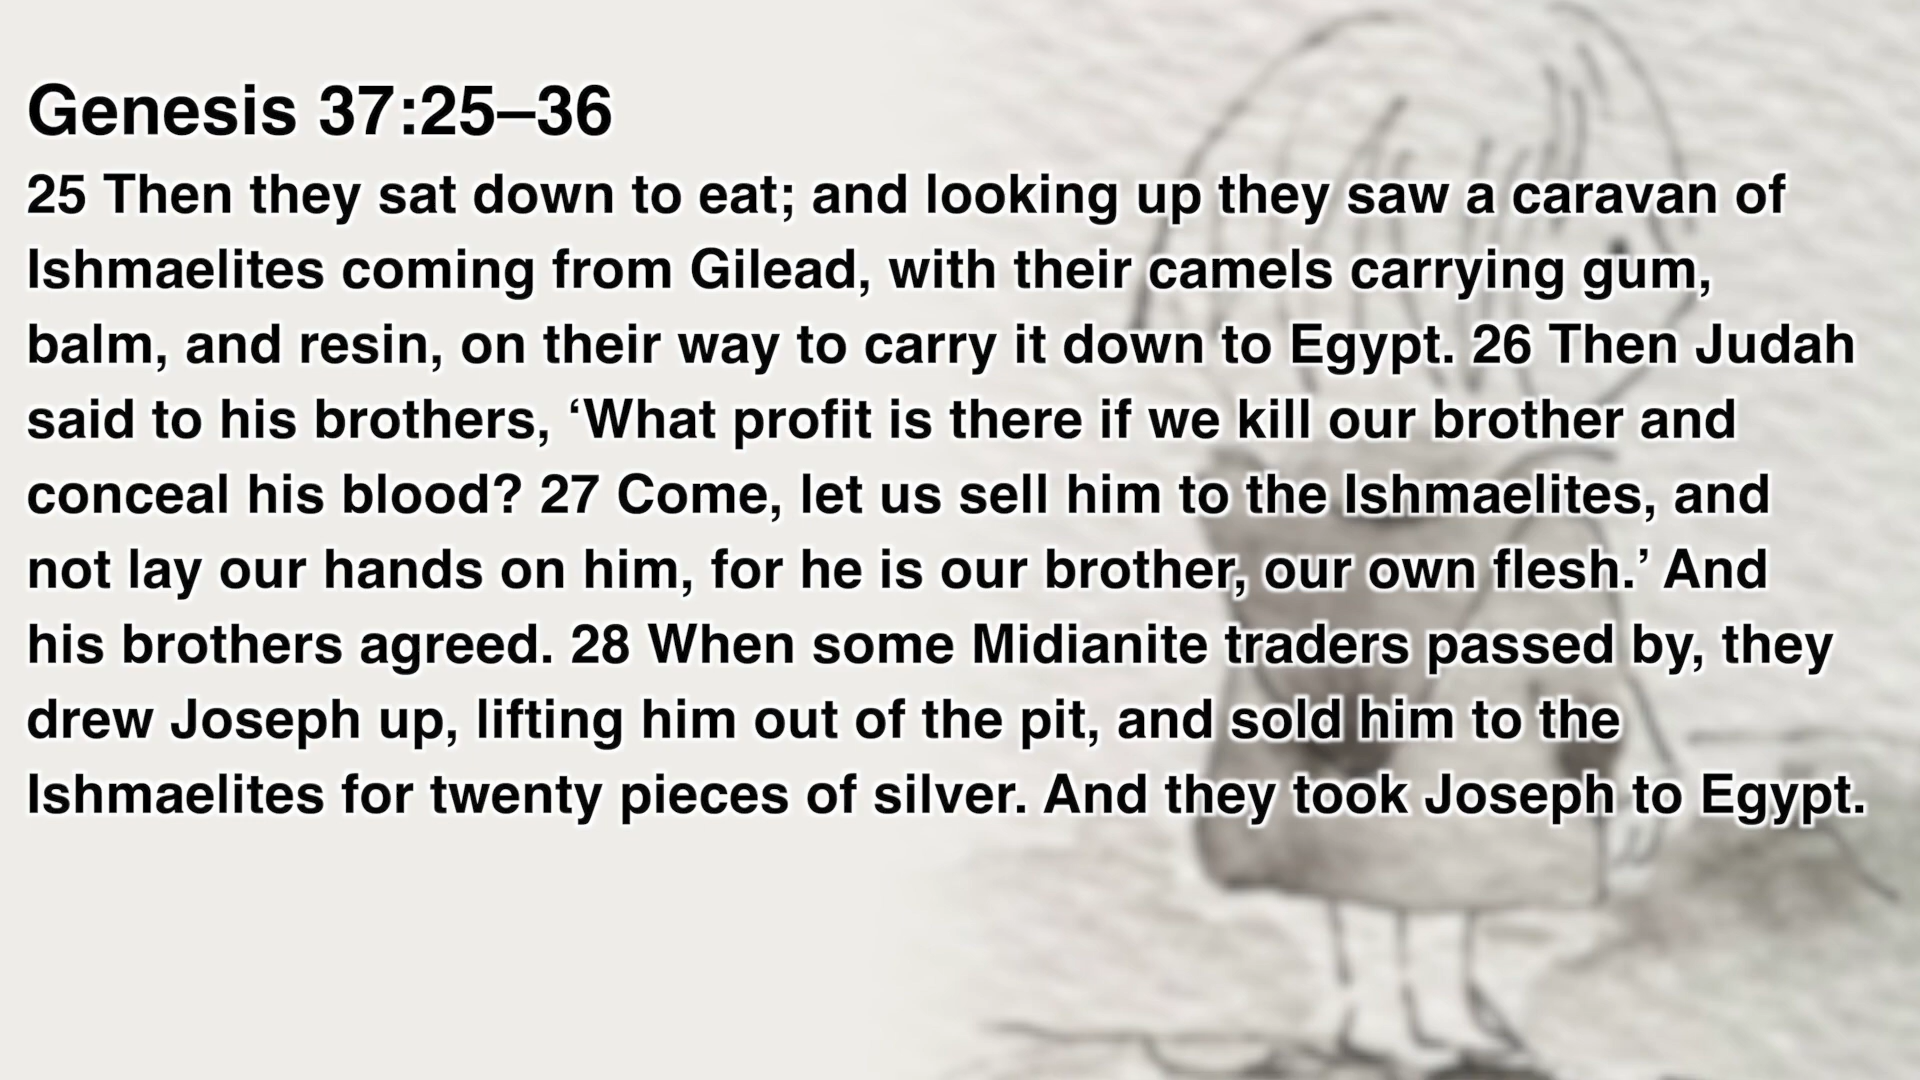 Genesis 37:25–36
25 Then they sat down to eat; and looking up they saw a caravan of
Ishmaelites coming from Gilead, with their camels carrying gum,
balm, and resin, on their way to carry it down to Egypt. 26 Then Judah
said to his brothers, ‘What profit is there if we kill our brother and
conceal his blood? 27 Come, let us sell him to the Ishmaelites, and
not lay our hands on him, for he is our brother, our own flesh.’ And
his brothers agreed. 28 When some Midianite traders passed by, they
drew Joseph up, lifting him out of the pit, and sold him to the
Ishmaelites for twenty pieces of silver. And they took Joseph to Egypt.